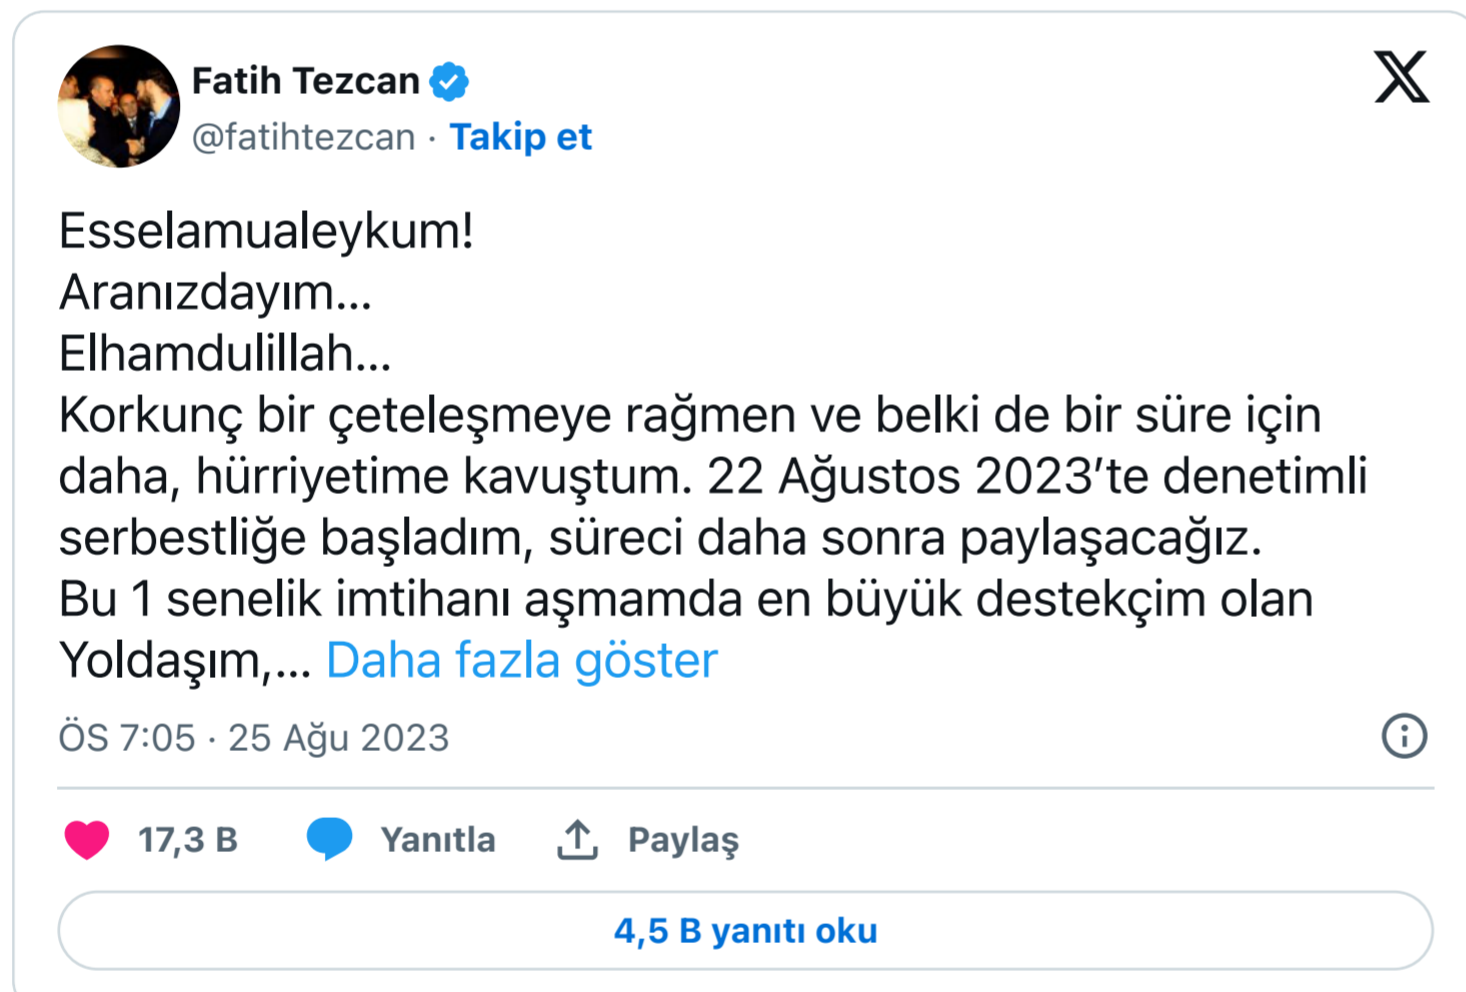 Fatih Tezcan
@fatihtezcan · Takip et
Esselamualeykum!
Aranızdayım...
Elhamdulillah...
Korkunç bir çeteleşmeye rağmen ve belki de bir süre için
daha, hürriyetime kavuştum. 22 Ağustos 2023’te denetimli
serbestliğe başladım, süreci daha sonra paylaşacağız.
Bu 1 senelik imtihanı aşmamda en büyük destekçim olan
Yoldaşım,... Daha fazla göster
ÖS 7:05 · 25 Ağu 2023
17,3 B Yanıtla Paylaş
4,5 B yanıtı oku